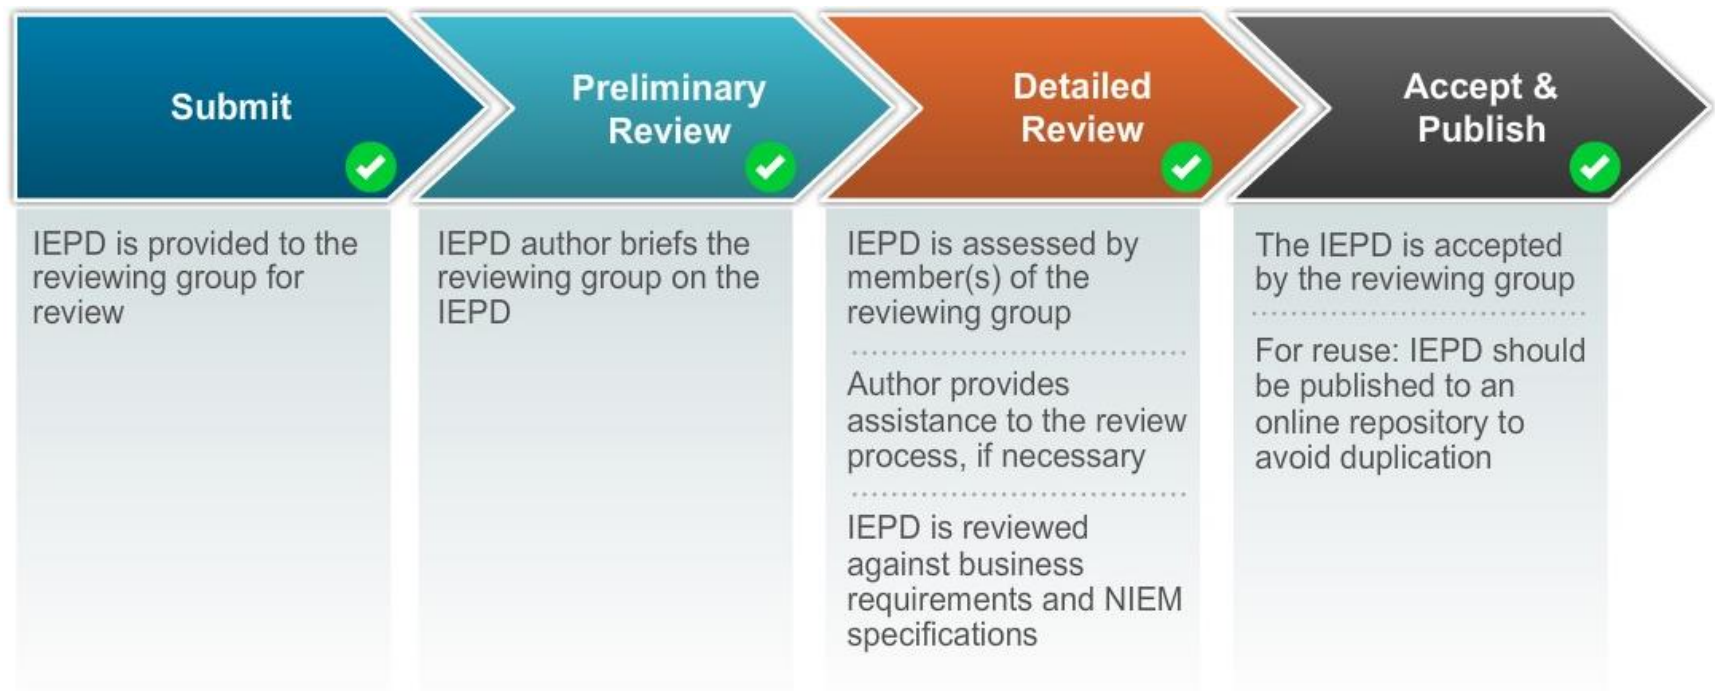 Submit
Preliminary
Review
Detailed
Review
Accept &
Publish
IEPD is provided to the
reviewing group for
review
IEPD author briefs the
reviewing group on the
IEPD
IEPD is assessed by
member(s) of the
reviewing group
Author provides
assistance to the review
process, if necessary
IEPD is reviewed
against business
requirements and NIEM
specifications
The IEPD is accepted
by the reviewing group
For reuse: IEPD should
be published to an
online repository to
avoid duplication